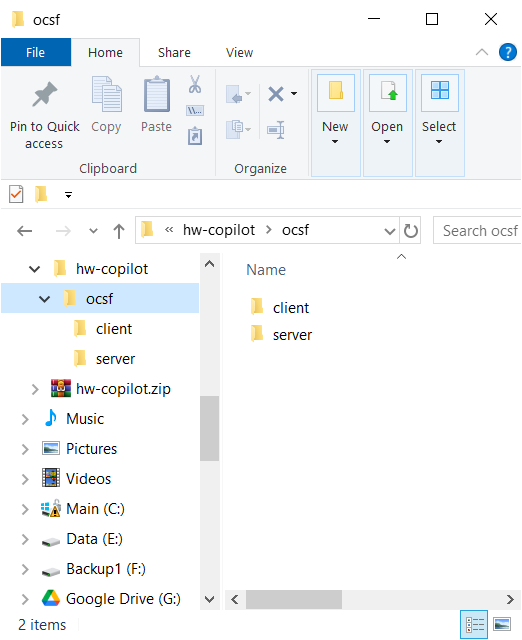 ocsf
File Home Share View
?
Pin to Quick access
Copy
Paste
Clipboard
Organize
New
Open
Select
« hw-copilot > ocsf
Search ocsf
hw-copilot
ocsf
client
server
hw-copilot.zip
Music
Pictures
Videos
Main (C:)
Data (E:)
Backup1 (F:)
Google Drive (G:)
Name
client
server
2 items